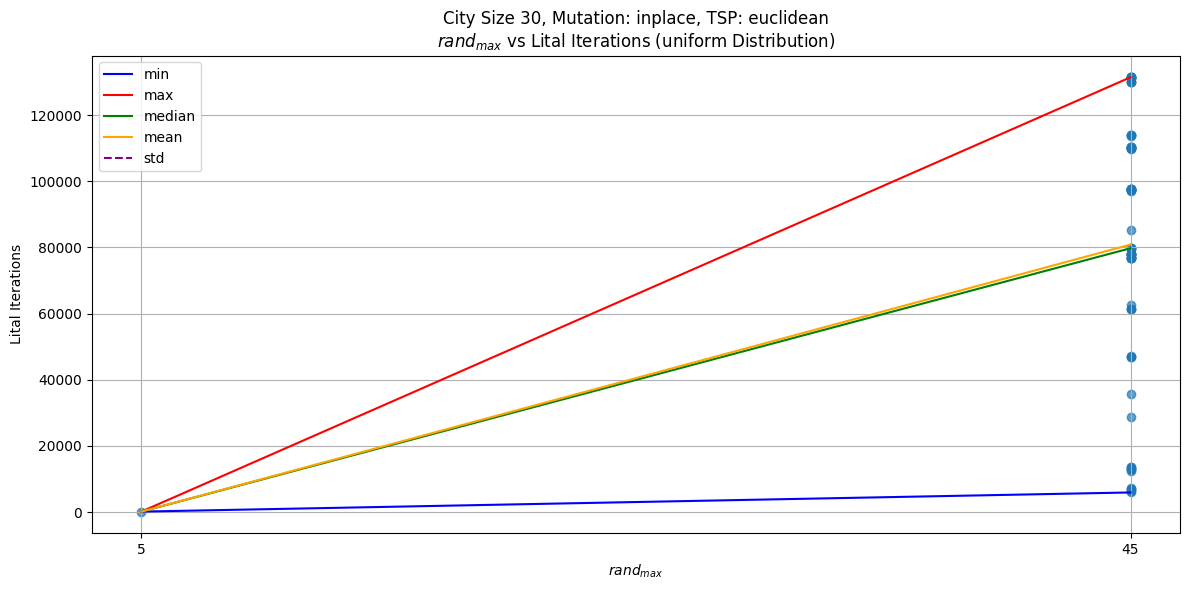 City Size 30, Mutation: inplace, TSP: euclidean
rand_max vs Lital Iterations (uniform Distribution)
min
max
median
mean
std
Lital Iterations
120000
100000
80000
60000
40000
20000
0
5
45
rand_max